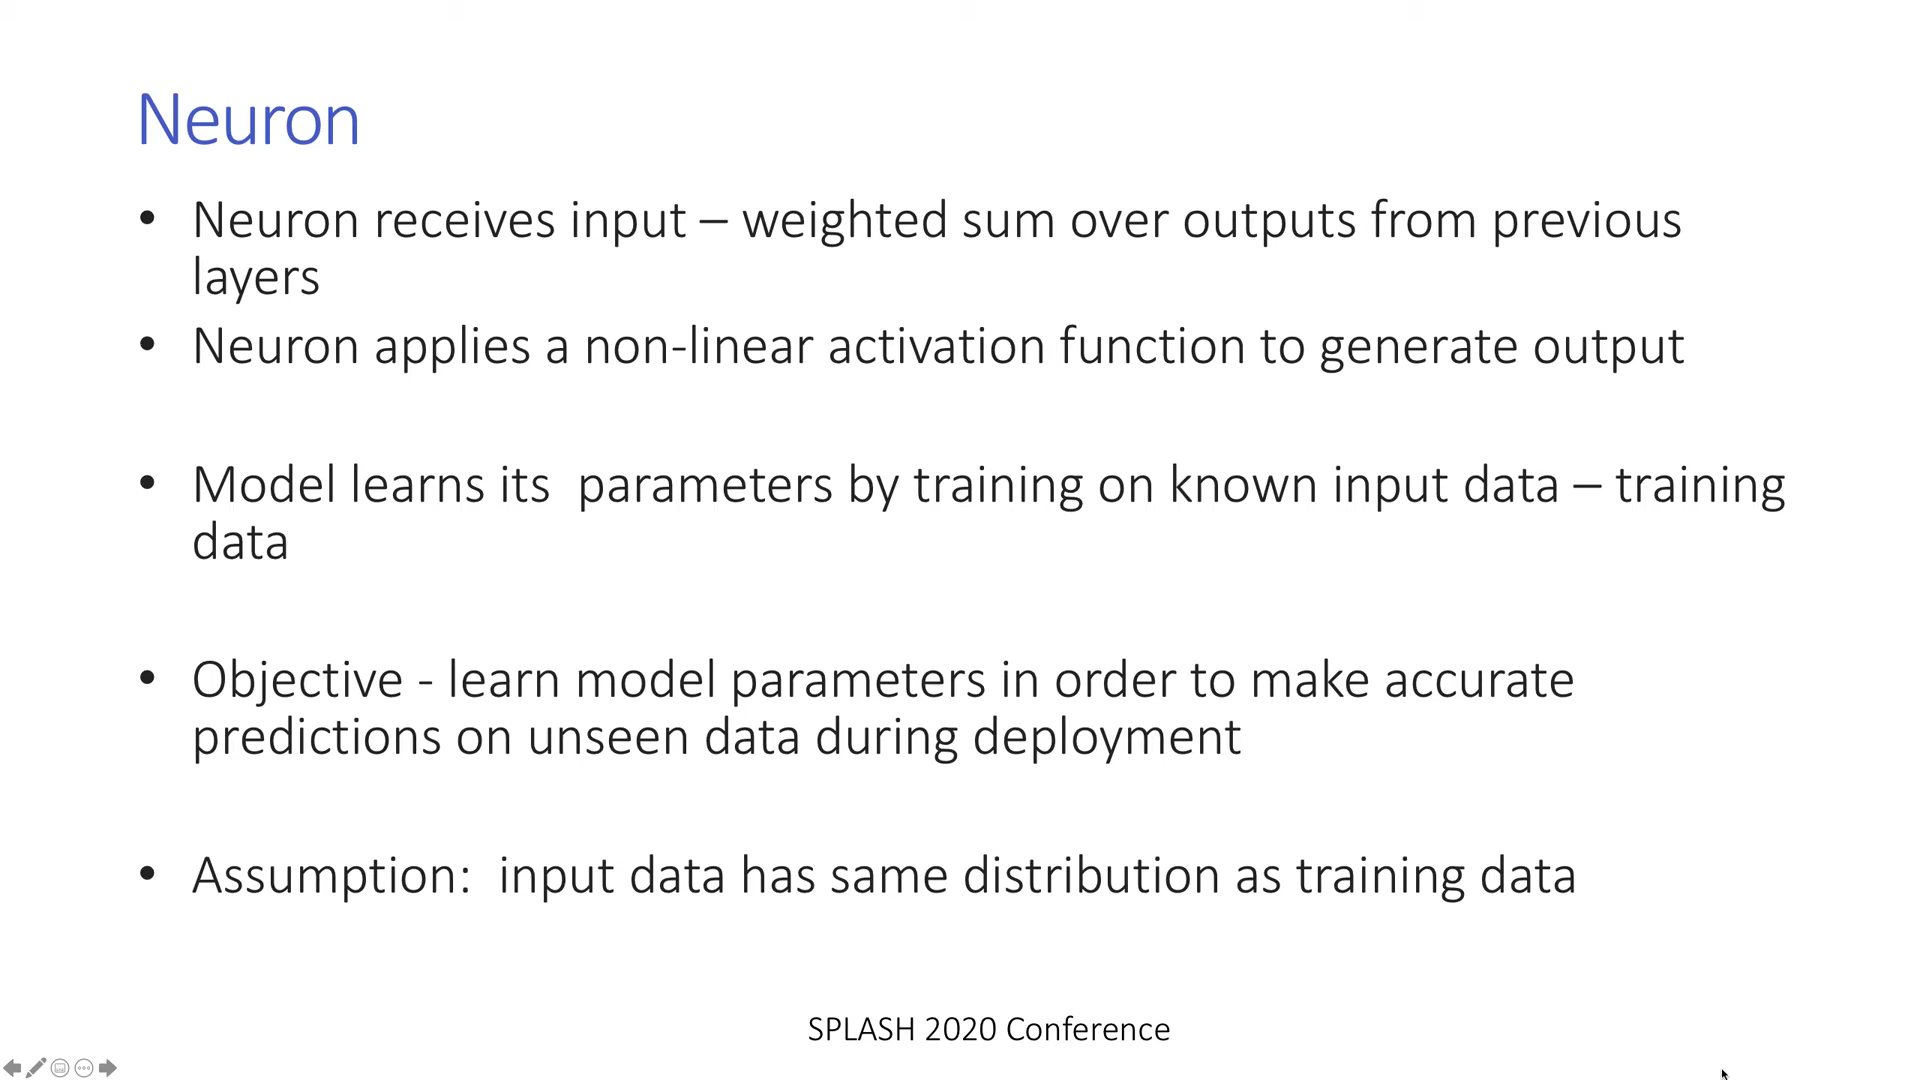 Neuron
• Neuron receives input – weighted sum over outputs from previous
layers
• Neuron applies a non-linear activation function to generate output
• Model learns its  parameters by training on known input data – training
data
• Objective - learn model parameters in order to make accurate
predictions on unseen data during deployment
• Assumption:  input data has same distribution as training data
SPLASH 2020 Conference